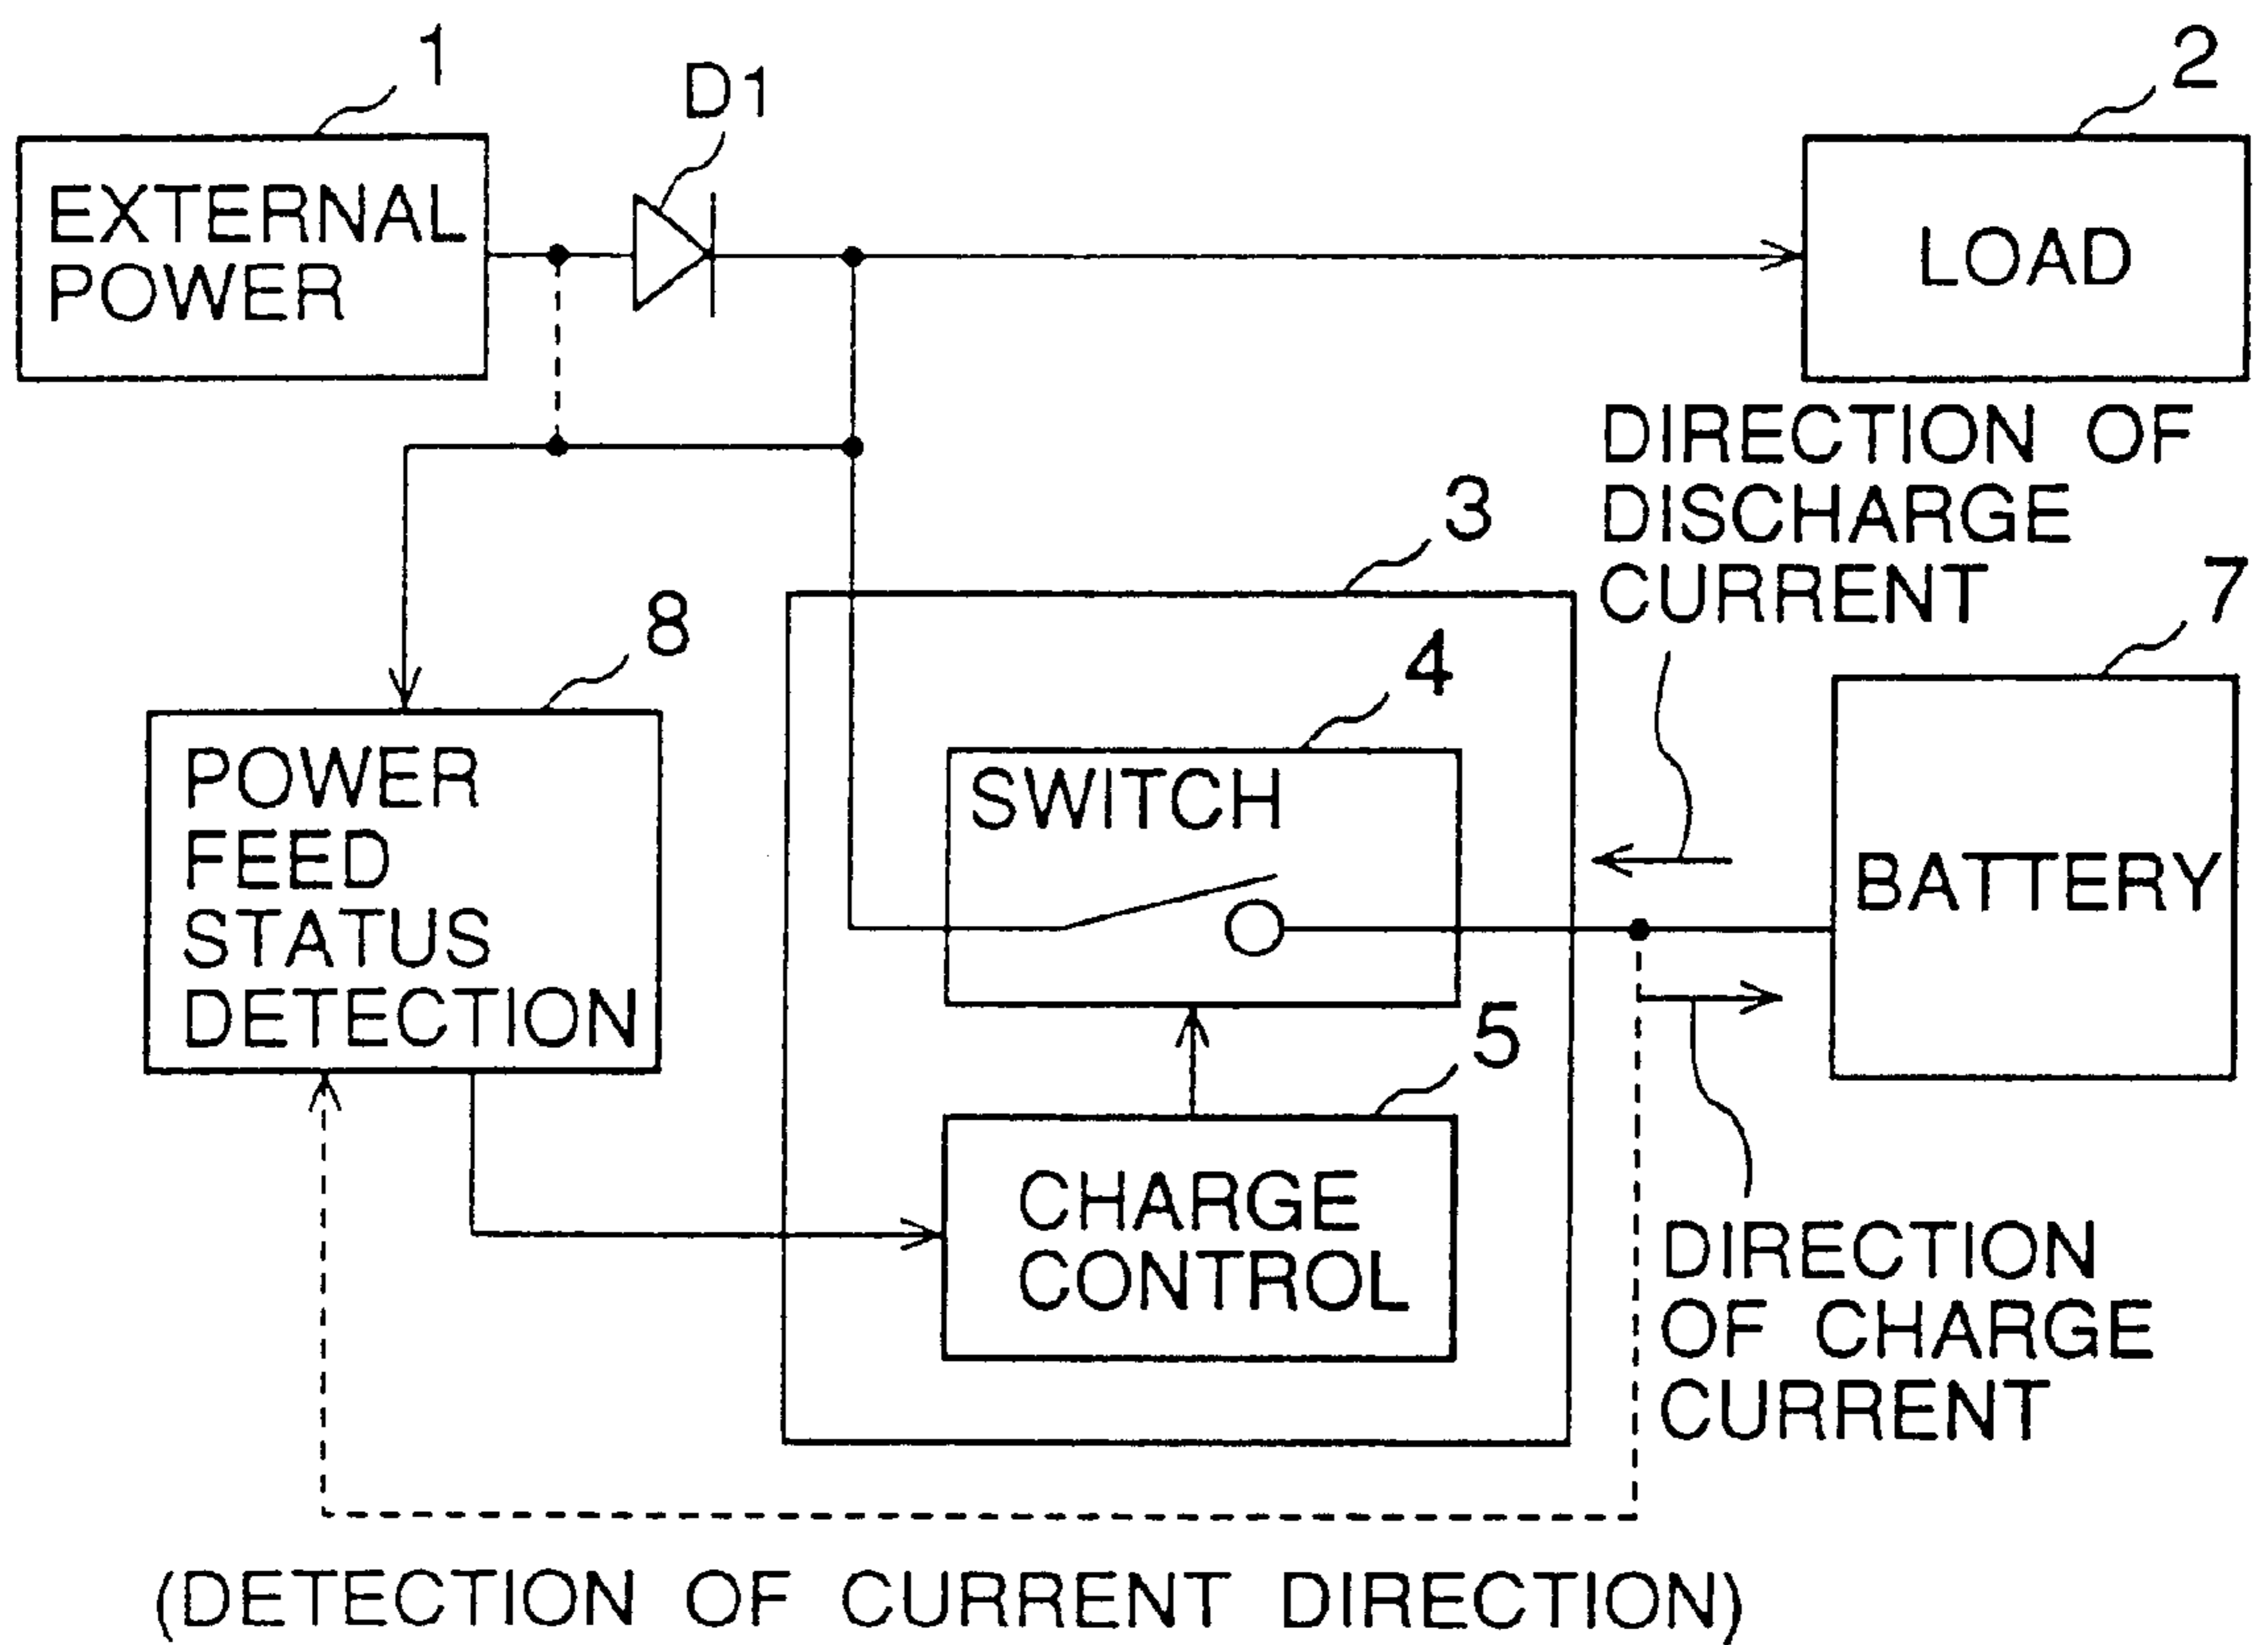 1
D1
2
EXTERNAL
POWER
LOAD
DIRECTION OF
DISCHARGE
CURRENT
3
7
8
4
POWER
FEED
STATUS
DETECTION
SWITCH
BATTERY
5
CHARGE
CONTROL
DIRECTION
OF CHARGE
CURRENT
(DETECTION OF CURRENT DIRECTION)